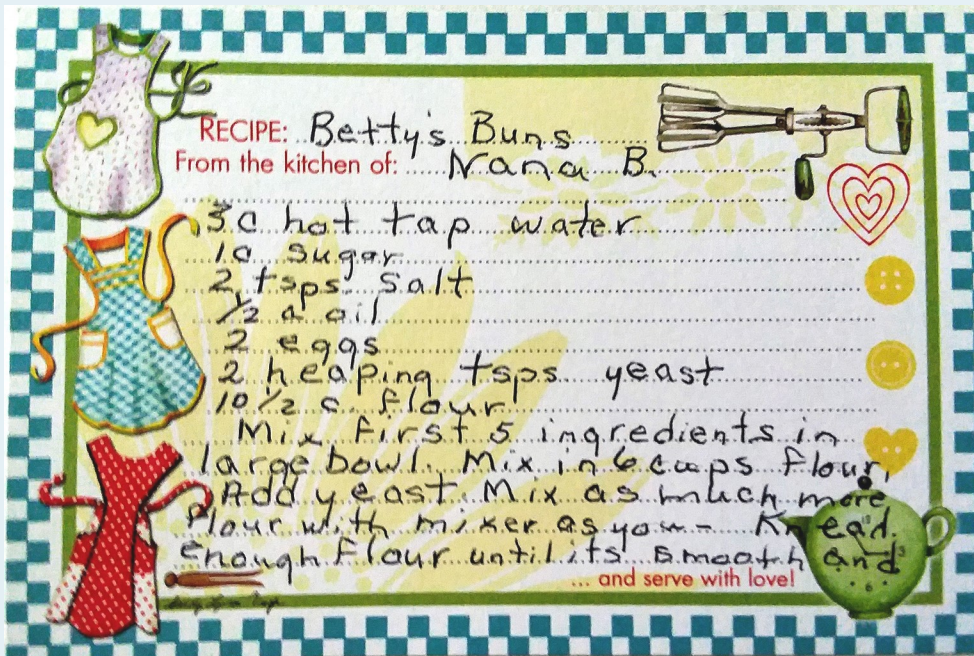 RECIPE: Betty's Buns
From the kitchen of: Nana B.
3 c hot tap water
1 c sugar
2 tsps salt
1/2 c oil
2 eggs
2 heaping tsps yeast
10 1/2 c flour
Mix first 5 ingredients in
large bowl. Mix in 6 cups flour,
Add yeast. Mix as much more
flour with mixer as you - Knead
enough flour until its smooth and
... and serve with love!